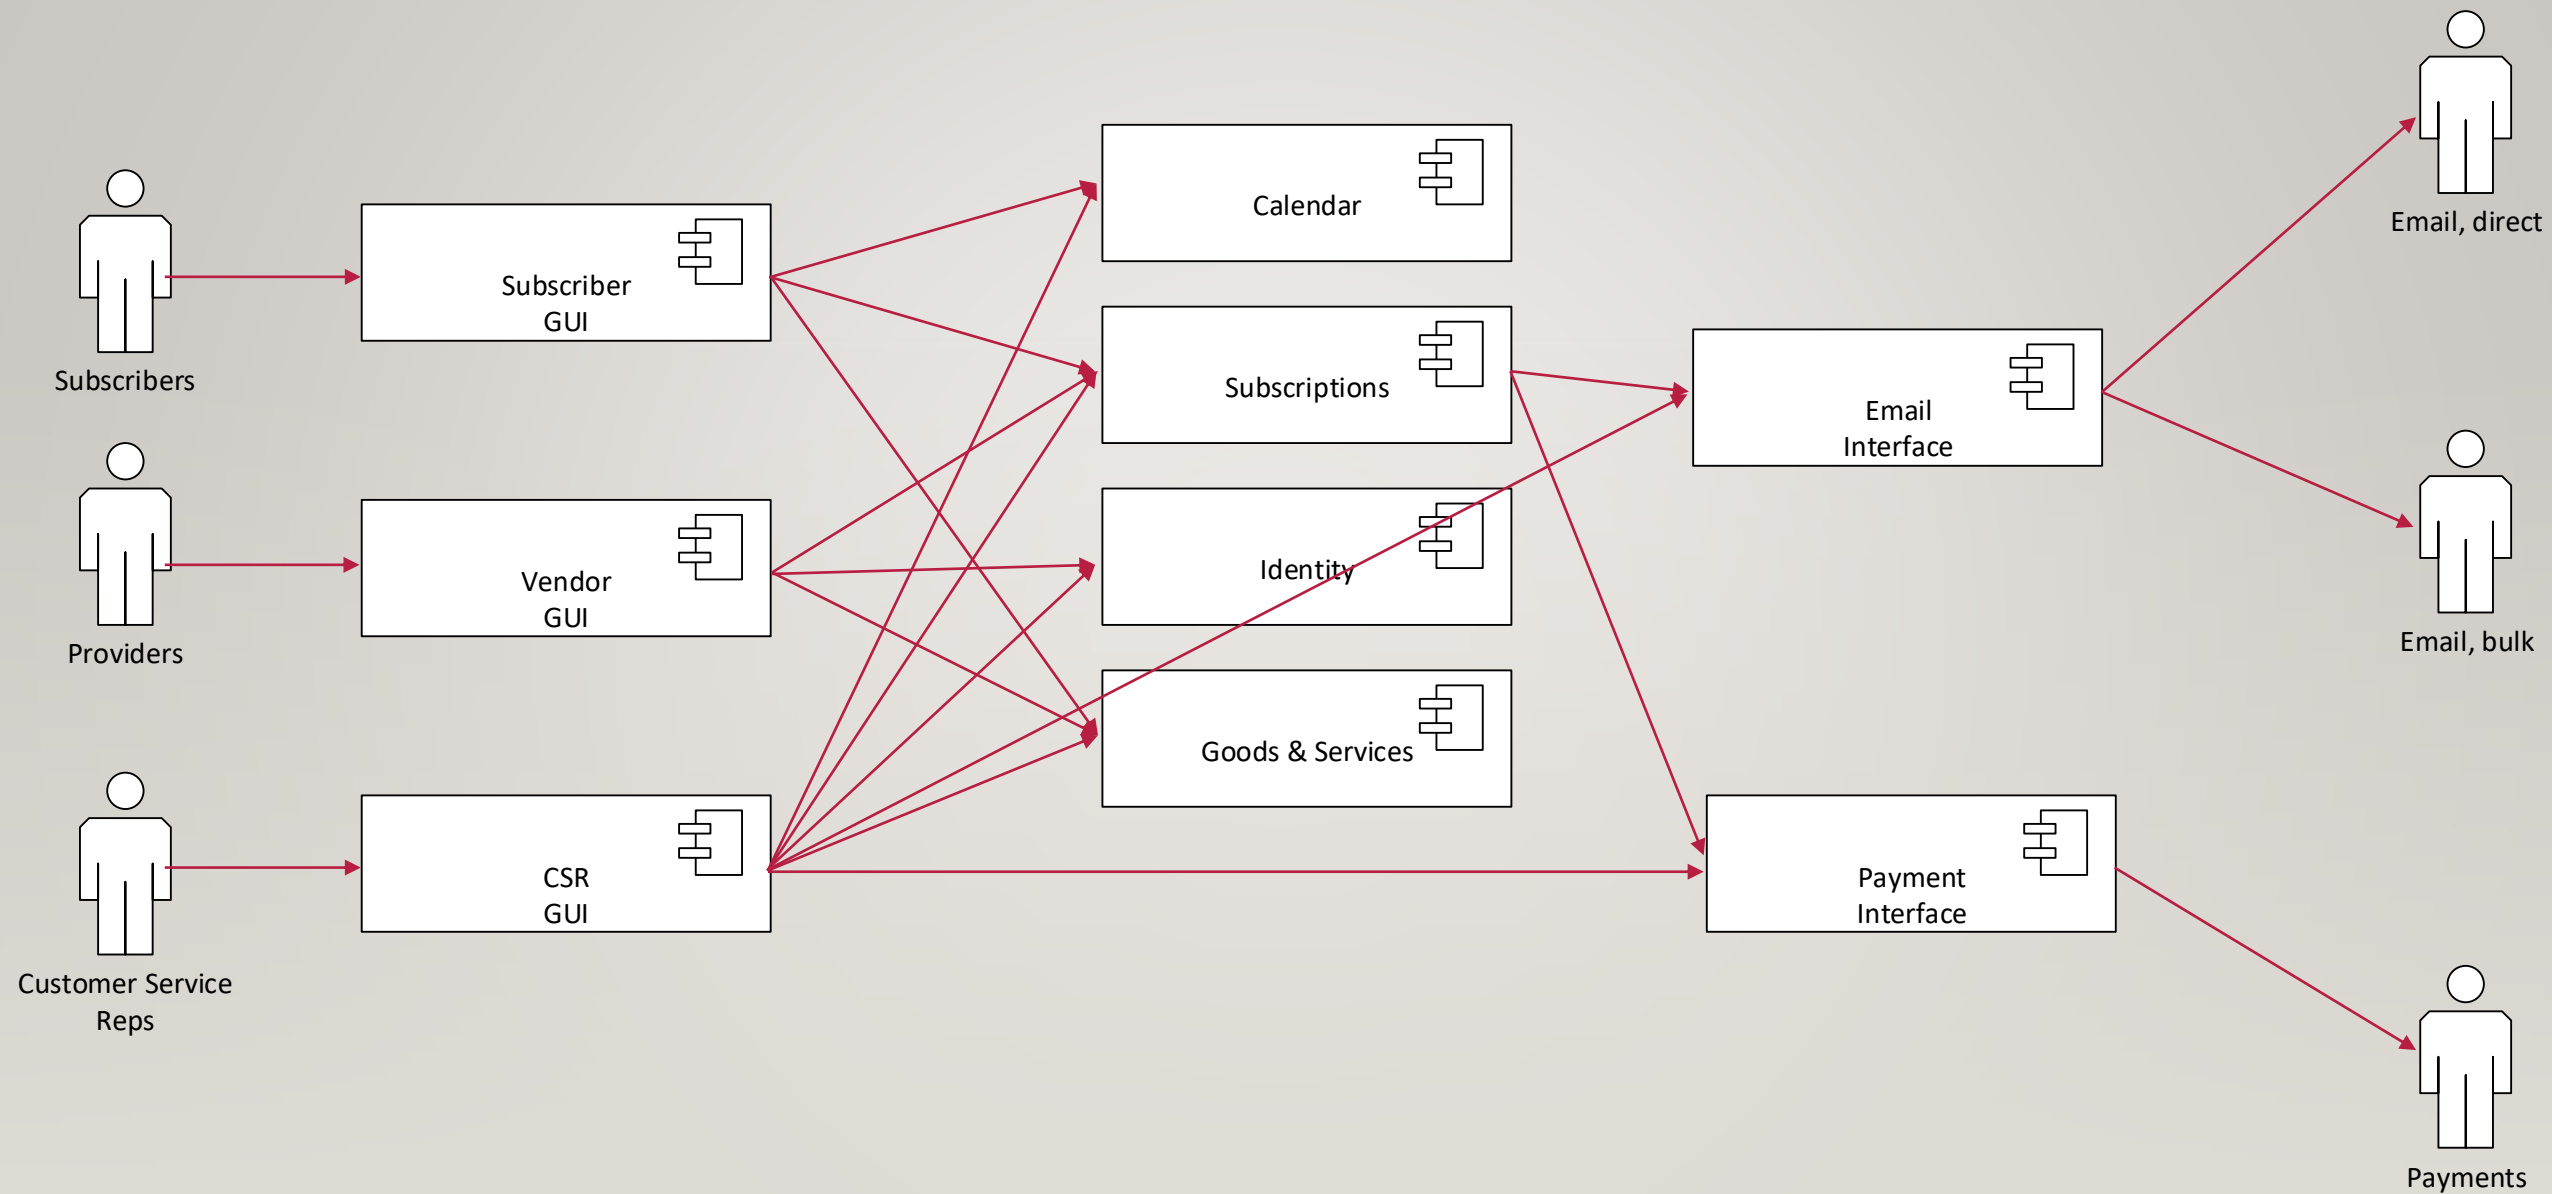 Subscribers
Providers
Customer Service
Reps
Subscriber
GUI
Vendor
GUI
CSR
GUI
Calendar
Subscriptions
Identity
Goods & Services
Email
Interface
Payment
Interface
Email, direct
Email, bulk
Payments